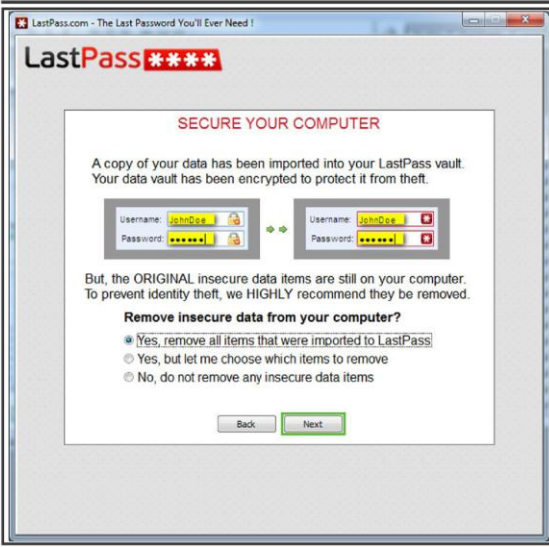 LastPass.com - The Last Password You'll Ever Need !
LastPass ****
SECURE YOUR COMPUTER
A copy of your data has been imported into your LastPass vault.
Your data vault has been encrypted to protect it from theft.
Username: JohnDoe
Password: ••••••
Username: JohnDoe
Password: ••••••
But, the ORIGINAL insecure data items are still on your computer.
To prevent identity theft, we HIGHLY recommend they be removed.
Remove insecure data from your computer?
Yes, remove all items that were imported to LastPass
Yes, but let me choose which items to remove
No, do not remove any insecure data items
Back Next